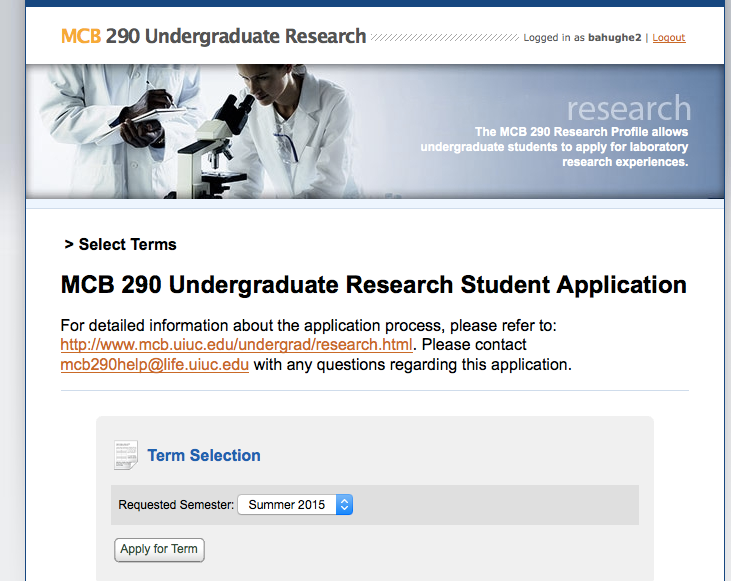 MCB 290 Undergraduate Research
Logged in as bahughe2 | Logout
research
The MCB 290 Research Profile allows
undergraduate students to apply for laboratory
research experiences.
> Select Terms
MCB 290 Undergraduate Research Student Application
For detailed information about the application process, please refer to:
http://www.mcb.uiuc.edu/undergrad/research.html. Please contact
mcb290help@life.uiuc.edu with any questions regarding this application.
Term Selection
Requested Semester: Summer 2015
Apply for Term